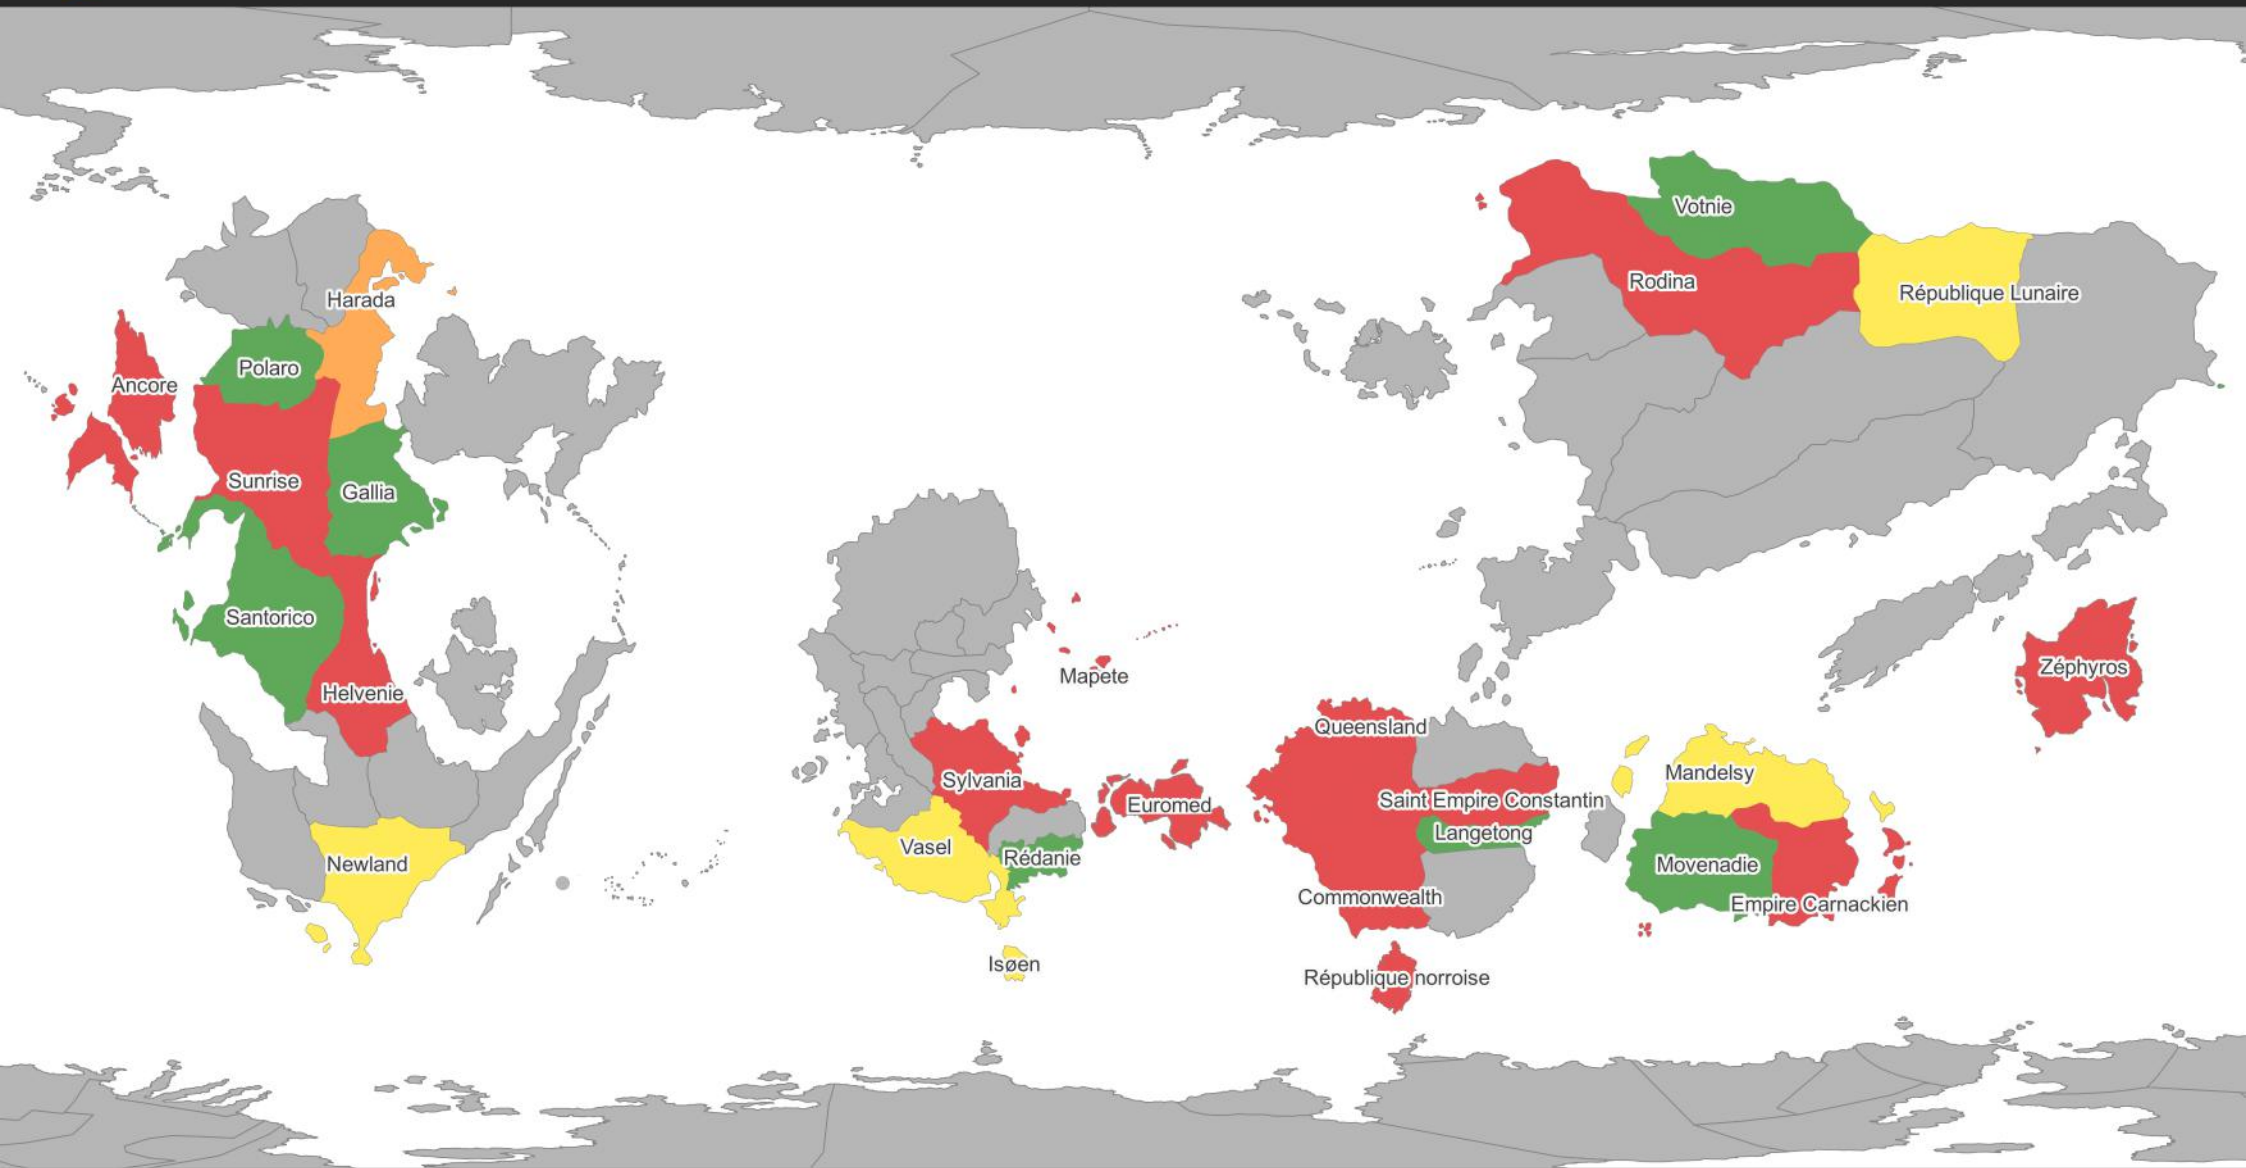 Votnie
Rodina
République Lunaire
Harada
Polaro
Ancore
Sunrise
Gallia
Santorico
Helvenie
Newland
Mapete
Sylvania
Euromed
Vasel
Rédanie
Isøen
Queensland
Saint Empire Constantin
Langetong
Commonwealth
République norroise
Zéphyros
Mandelsy
Movenadie
Empire Carnackien